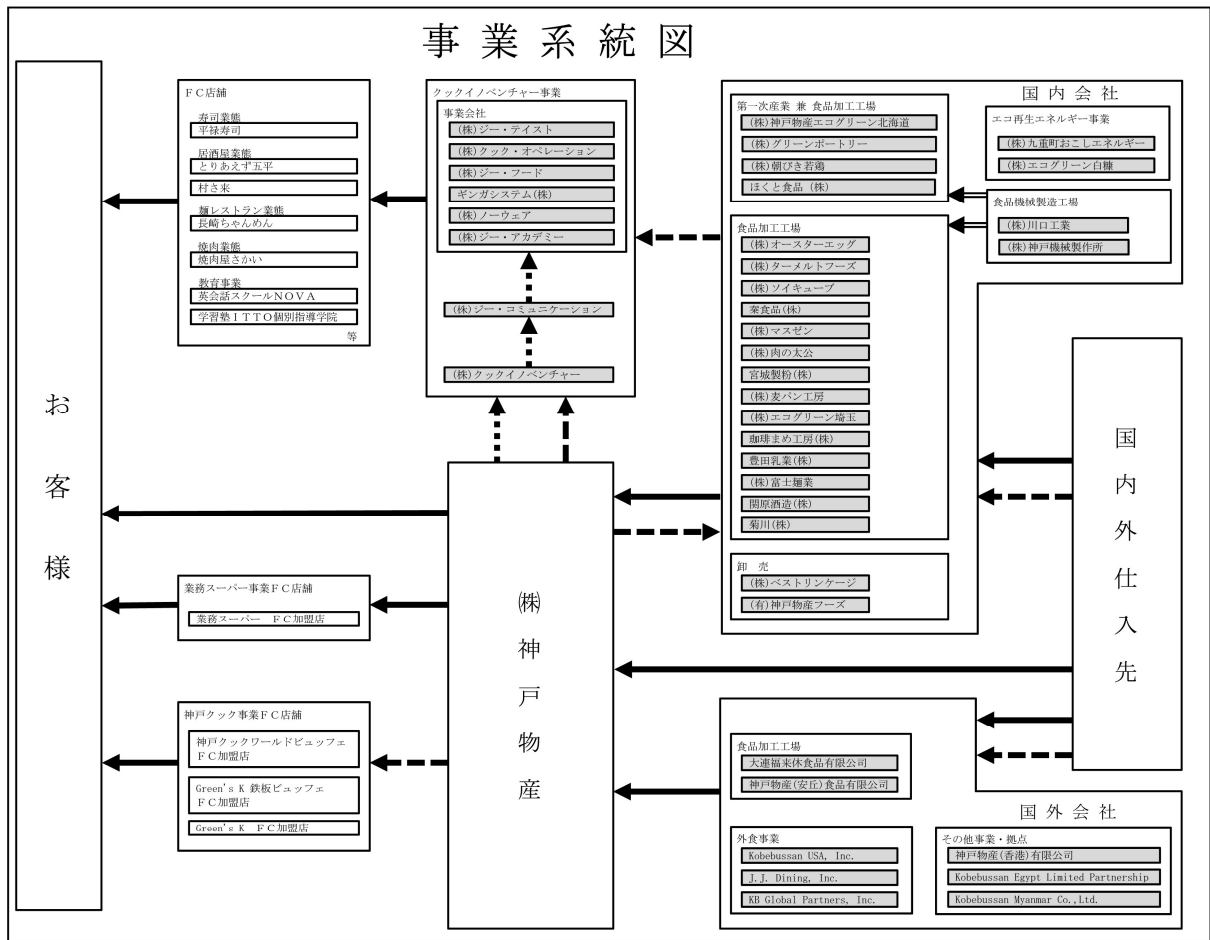 事業系統図
お客様
ＦＣ店舗
寿司業態
平禄寿司
居酒屋業態
とりあえず五平
村さ来
麺レストラン業態
長崎ちゃんめん
焼肉業態
焼肉屋さかい
教育事業
英会話スクールＮＯＶＡ
学習塾ＩＴＴＯ個別指導学院
等
業務スーパー事業ＦＣ店舗
業務スーパー　ＦＣ加盟店
神戸クック事業ＦＣ店舗
神戸クックワールドビュッフェ
ＦＣ加盟店
Green's K 鉄板ビュッフェ
ＦＣ加盟店
Green's K　ＦＣ加盟店
クックイノベンチャー事業
事業会社
(株)ジー・テイスト
(株)クック・オペレーション
(株)ジー・フード
ギンガシステム(株)
(株)ノーウェア
(株)ジー・アカデミー
(株)ジー・コミュニケーション
(株)クックイノベンチャー
㈱神戸物産
国内会社
第一次産業 兼 食品加工工場
(株)神戸物産エコグリーン北海道
(株)グリーンポートリー
(株)朝びき若鶏
ほくと食品 (株)
エコ再生エネルギー事業
(株)九重町おこしエネルギー
(株)エコグリーン白糠
食品機械製造工場
(株)川口工業
(株)神戸機械製作所
食品加工工場
(株)オースターエッグ
(株)ターメルトフーズ
(株)ソイキューブ
秦食品(株)
(株)マスゼン
(株)肉の太公
宮城製粉(株)
(株)麦パン工房
(株)エコグリーン埼玉
珈琲まめ工房(株)
豊田乳業(株)
(株)富士麺業
関原酒造(株)
菊川(株)
卸　売
(株)ベストリンケージ
(有)神戸物産フーズ
国内外仕入先
国外会社
食品加工工場
大連福来休食品有限公司
神戸物産(安丘)食品有限公司
外食事業
Kobebussan USA, Inc.
J.J. Dining, Inc.
KB Global Partners, Inc.
その他事業・拠点
神戸物産(香港)有限公司
Kobebussan Egypt Limited Partnership
Kobebussan Myanmar Co.,Ltd.